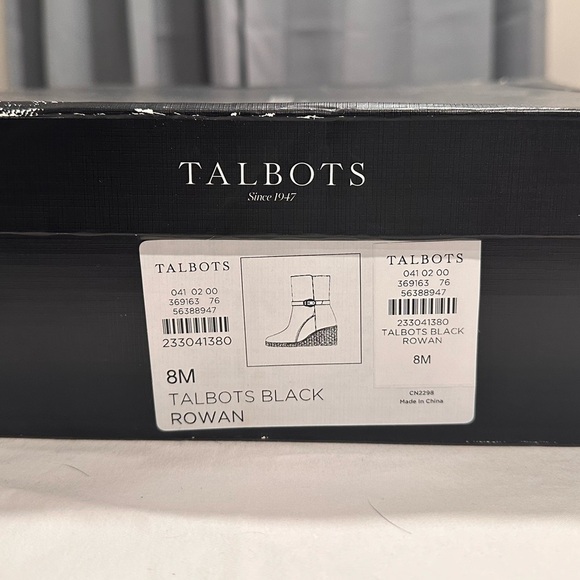 TALBOTS
Since 1947
TALBOTS
041 02 00
369163 76
56388947
233041380
8M
TALBOTS BLACK
ROWAN
TALBOTS
041 02 00
369163 76
56388947
233041380
TALBOTS BLACK
ROWAN
8M
CN2298
Made In China